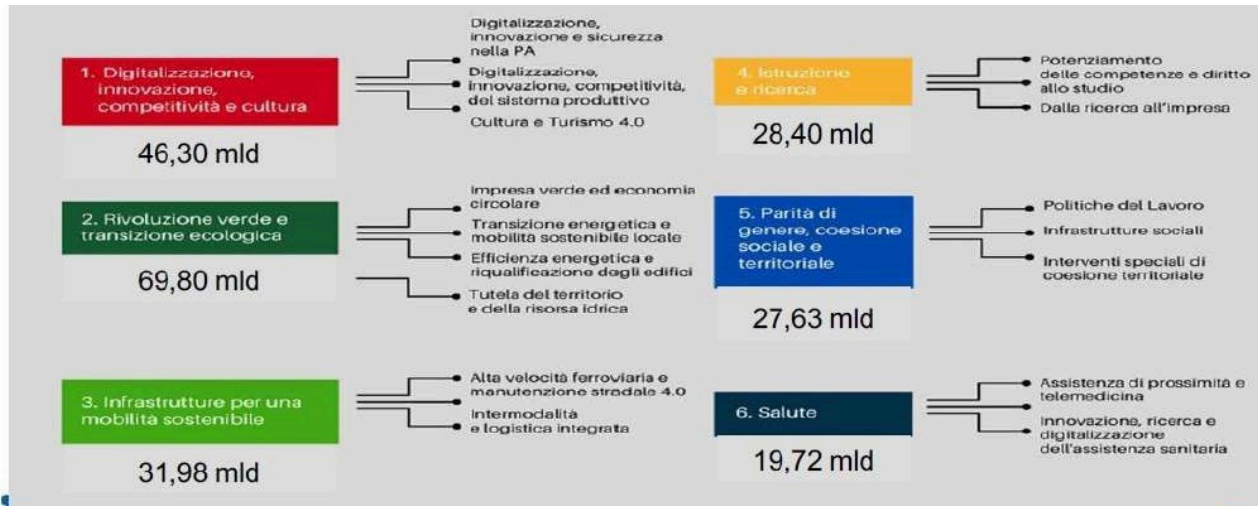 1. Digitalizzazione,
innovazione,
competitività e cultura
46,30 mld
Digitalizzazione,
innovazione e sicurezza
nella PA
Digitalizzazione,
innovazione, competitività,
del sistema produttivo
Cultura e Turismo 4.0
2. Rivoluzione verde e
transizione ecologica
69,80 mld
Impresa verde ed economia
circolare
Transizione energetica e
mobilità sostenibile locale
Efficienza energetica e
riqualificazione degli edifici
Tutela del territorio
e della risorsa idrica
3. Infrastrutture per una
mobilità sostenibile
31,98 mld
Alta velocità ferroviaria e
manutenzione stradale 4.0
Intermodalità
e logistica integrata
4. Istruzione
e ricerca
28,40 mld
Potenziamento
delle competenze e diritto
allo studio
Dalla ricerca all'impresa
5. Parità di
genere, coesione
sociale e
territoriale
27,63 mld
Politiche del Lavoro
Infrastrutture sociali
Interventi speciali di
coesione territoriale
6. Salute
19,72 mld
Assistenza di prossimità e
telemedicina
Innovazione, ricerca e
digitalizzazione
dell'assistenza sanitaria